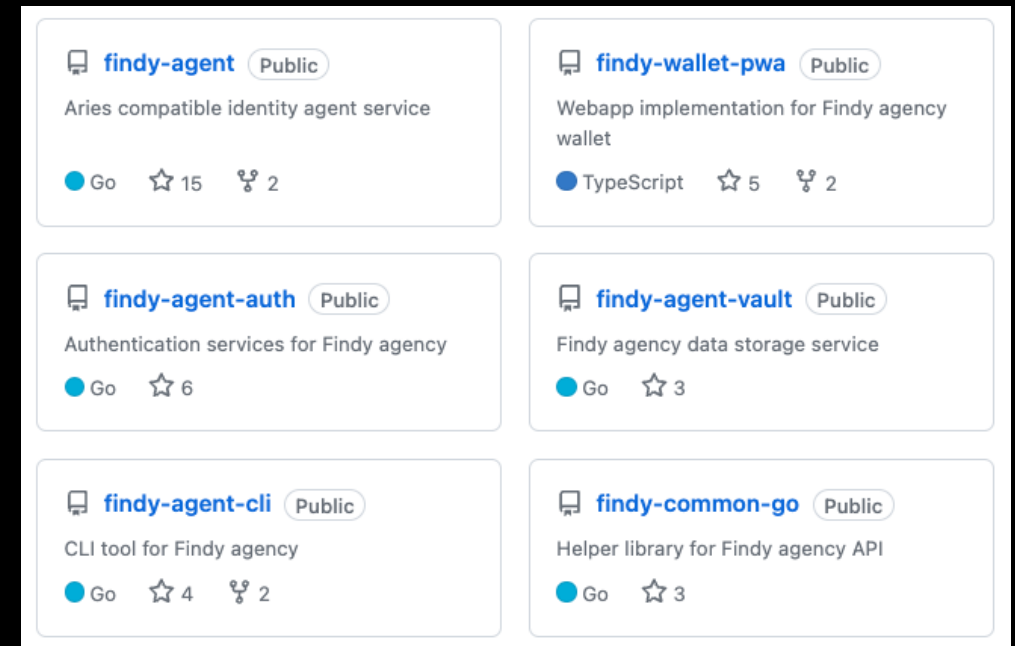 findy-agent Public
Aries compatible identity agent service
Go 15 2
findy-wallet-pwa Public
Webapp implementation for Findy agency
wallet
TypeScript 5 2
findy-agent-auth Public
Authentication services for Findy agency
Go 6
findy-agent-vault Public
Findy agency data storage service
Go 3
findy-agent-cli Public
CLI tool for Findy agency
Go 4 2
findy-common-go Public
Helper library for Findy agency API
Go 3